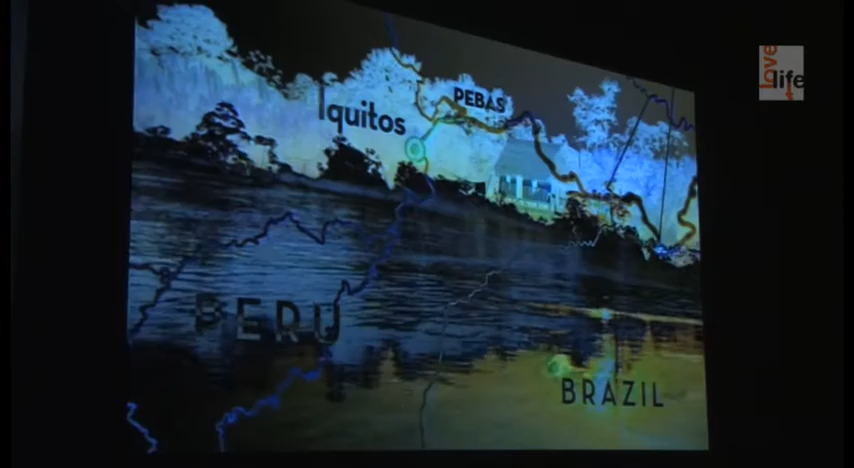 love
life
Iquitos
PEBAS
PERU
BRAZIL